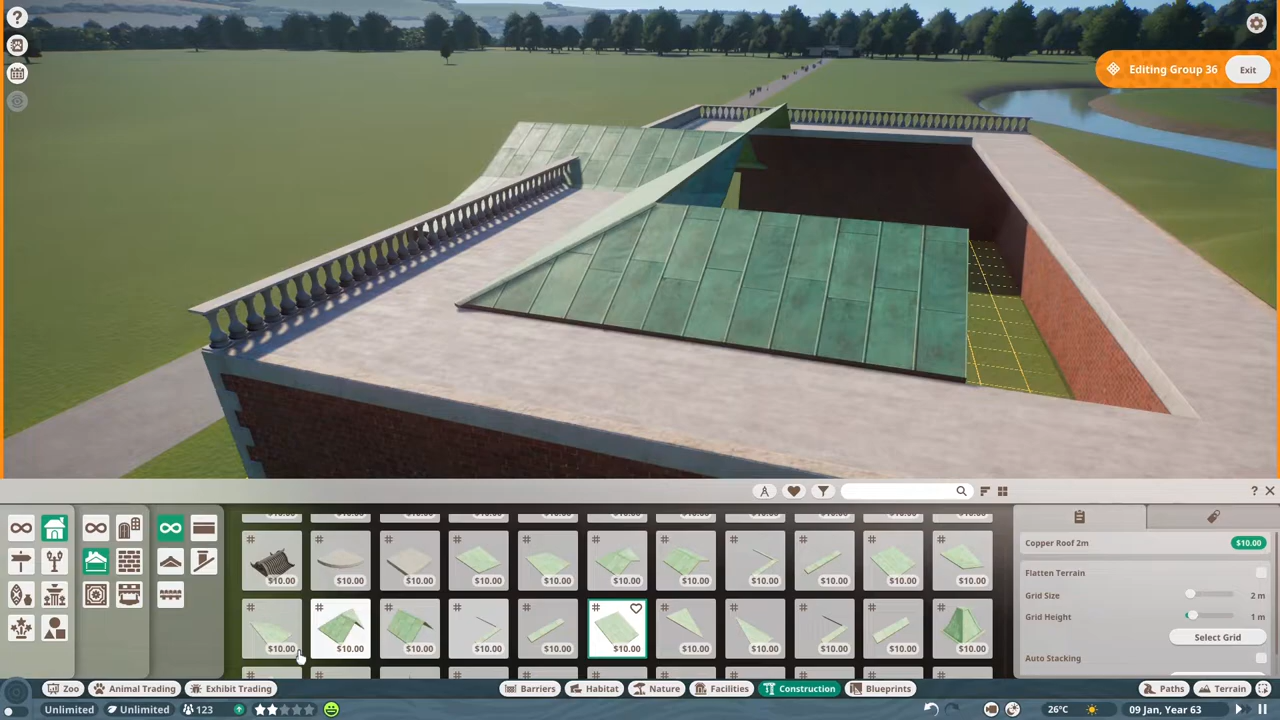 ?
Editing Group 36
Exit
? ×
$10.00 $10.00 $10.00 $10.00 $10.00 $10.00 $10.00 $10.00 $10.00 $10.00 $10.00
$10.00 $10.00 $10.00 $10.00 $10.00 $10.00 $10.00 $10.00 $10.00 $10.00 $10.00
Copper Roof 2m
$10.00
Flatten Terrain
Grid Size 2 m
Grid Height 1 m
Select Grid
Auto Stacking
Zoo Animal Trading Exhibit Trading Barriers Habitat Nature Facilities Construction Blueprints Paths Terrain
Unlimited Unlimited 123 26°C 09 Jan, Year 63